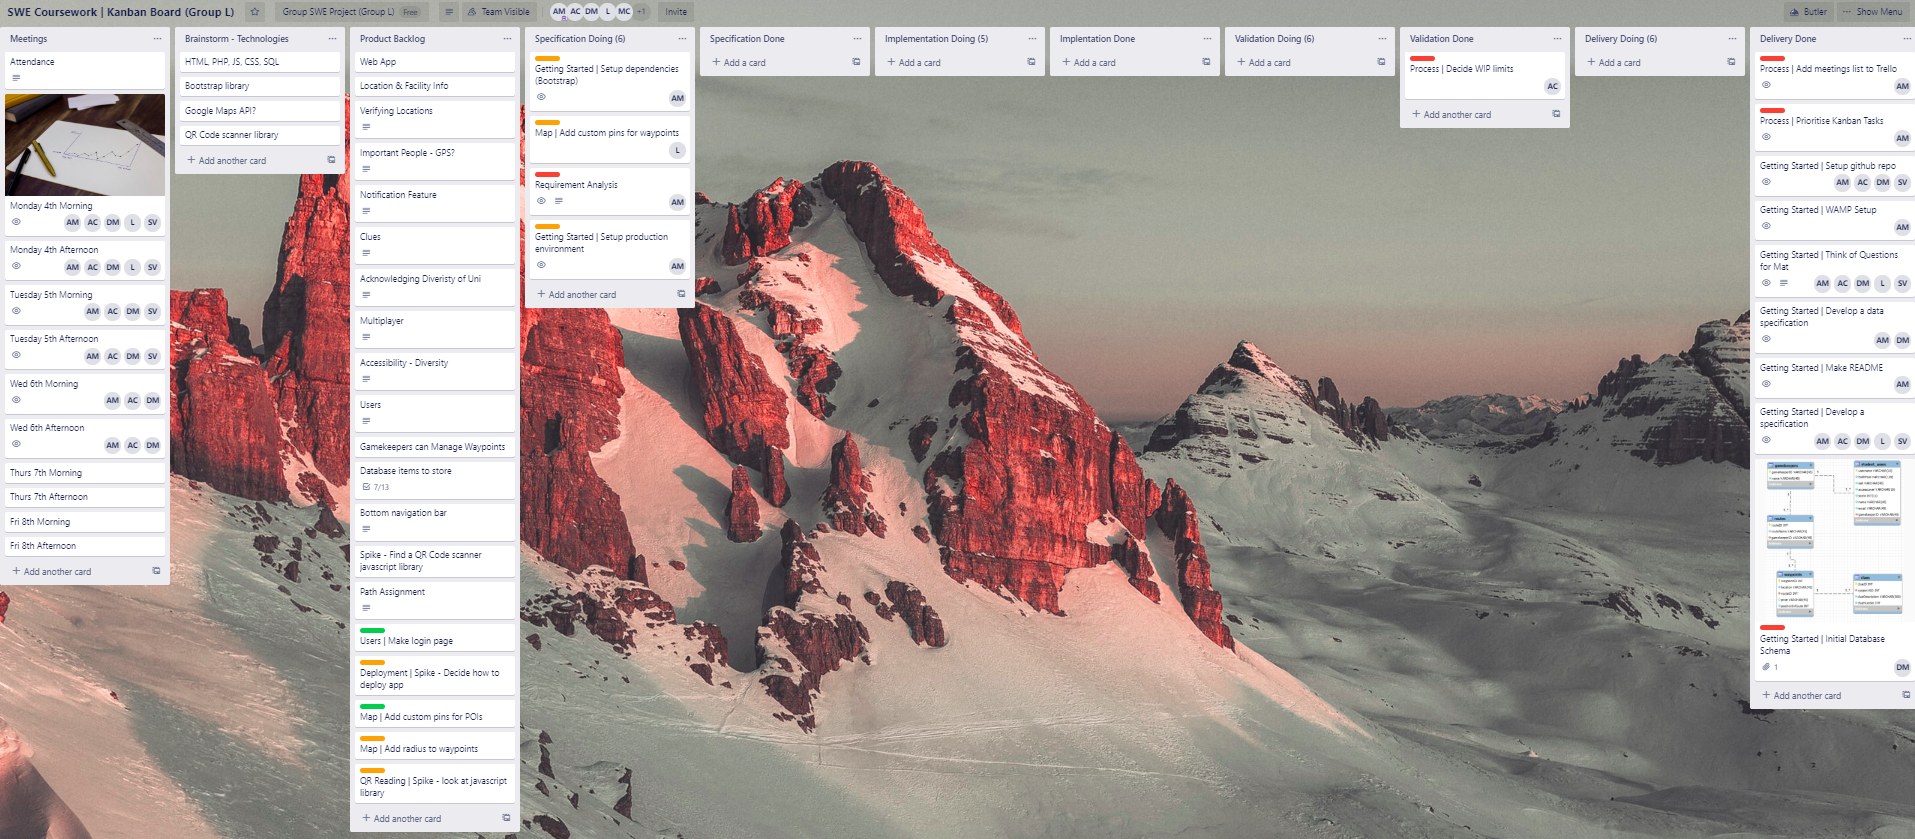 SWE Coursework | Kanban Board (Group L)
Group SWE Project (Group L) Free
Team Visible
AM AC DM L MC +1
Invite
Butler
Show Menu
Meetings
Attendance
Monday 4th Morning
AM AC DM L SV
Monday 4th Afternoon
AM AC DM L SV
Tuesday 5th Morning
AM AC DM SV
Tuesday 5th Afternoon
AM AC DM SV
Wed 6th Morning
AM AC DM
Wed 6th Afternoon
AM AC DM
Thurs 7th Morning
Thurs 7th Afternoon
Fri 8th Morning
Fri 8th Afternoon
+ Add another card
Brainstorm - Technologies
HTML, PHP, JS, CSS, SQL
Bootstrap library
Google Maps API?
QR Code scanner library
+ Add another card
Product Backlog
Web App
Location & Facility Info
Verifying Locations
Important People - GPS?
Notification Feature
Clues
Acknowledging Diveristy of Uni
Multiplayer
Accessibility - Diversity
Users
Gamekeepers can Manage Waypoints
Database items to store
7/13
Bottom navigation bar
Spike - Find a QR Code scanner
javascript library
Path Assignment
Users | Make login page
Deployment | Spike - Decide how to
deploy app
Map | Add custom pins for POIs
Map | Add radius to waypoints
QR Reading | Spike - look at javascript
library
+ Add another card
Specification Doing (6)
Getting Started | Setup dependencies
(Bootstrap)
AM
Map | Add custom pins for waypoints
L
Requirement Analysis
AM
Getting Started | Setup production
environment
AM
+ Add another card
Specification Done
+ Add a card
Implementation Doing (5)
+ Add a card
Implentation Done
+ Add a card
Validation Doing (6)
+ Add a card
Validation Done
Process | Decide WIP limits
AC
+ Add another card
Delivery Doing (6)
+ Add a card
Delivery Done
Process | Add meetings list to Trello
AM
Process | Prioritise Kanban Tasks
AM
Getting Started | Setup github repo
AM AC DM SV
Getting Started | WAMP Setup
AM
Getting Started | Think of Questions
for Mat
AM AC DM L SV
Getting Started | Develop a data
specification
AM DM
Getting Started | Make README
AM
Getting Started | Develop a
specification
AM AC DM L SV
Getting Started | Initial Database
Schema
1
DM
+ Add another card